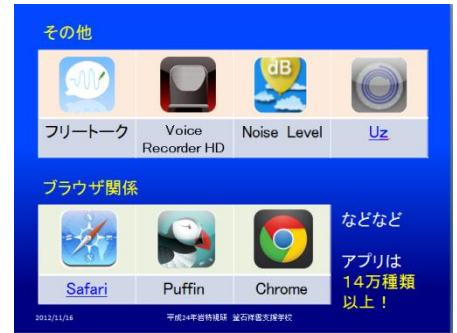 その他
dB
フリートーク
Voice
Recorder HD
Noise Level
Uz
ブラウザ関係
Safari
Puffin
Chrome
などなど
アプリは
14万種類
以上!
2012/11/16
平成24年岩特視研 釜石祥雲支援学校